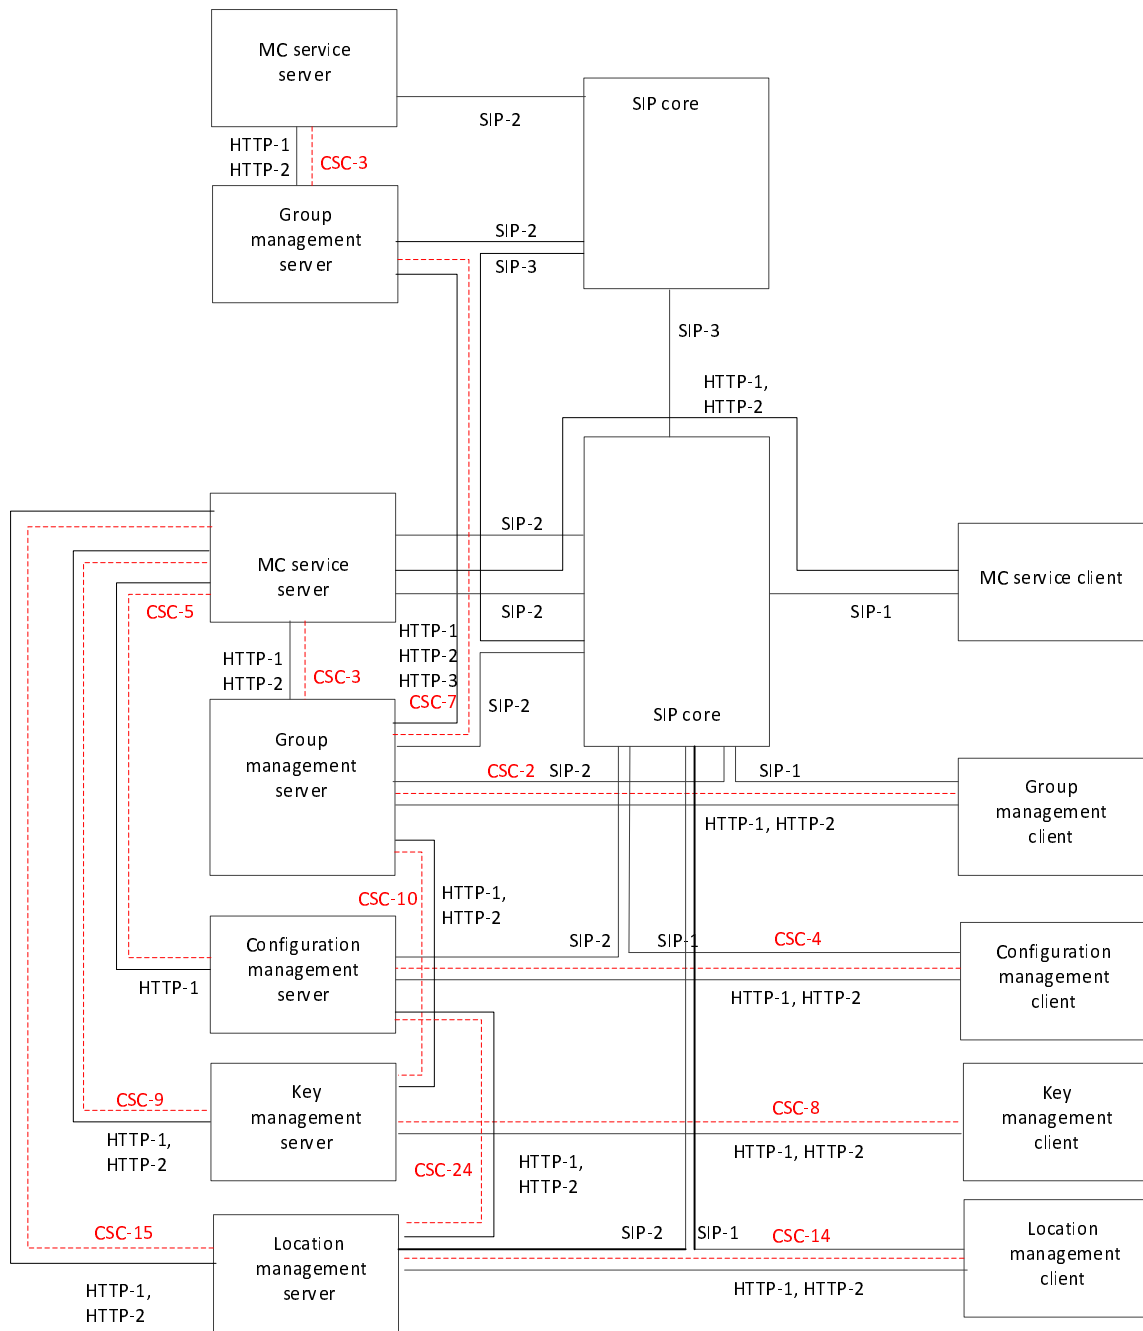 MC service
server
SIP core
SIP-2
HTTP-1
HTTP-2
CSC-3
Group
management
server
SIP-2
SIP-3
SIP-3
HTTP-1,
HTTP-2
SIP-2
MC service
server
MC service client
CSC-5
SIP-2
SIP-1
HTTP-1
HTTP-2
HTTP-3
CSC-7
HTTP-1
HTTP-2
CSC-3
SIP-2
SIP core
Group
management
server
CSC-2
SIP-2
SIP-1
Group
management
client
HTTP-1, HTTP-2
CSC-10
HTTP-1,
HTTP-2
Configuration
management
server
SIP-2
SIP-1
CSC-4
Configuration
management
client
HTTP-1
HTTP-1, HTTP-2
Key
management
server
CSC-9
CSC-8
Key
management
client
HTTP-1,
HTTP-2
HTTP-1, HTTP-2
CSC-24
HTTP-1,
HTTP-2
CSC-15
Location
management
server
SIP-2
SIP-1
CSC-14
Location
management
client
HTTP-1,
HTTP-2
HTTP-1, HTTP-2